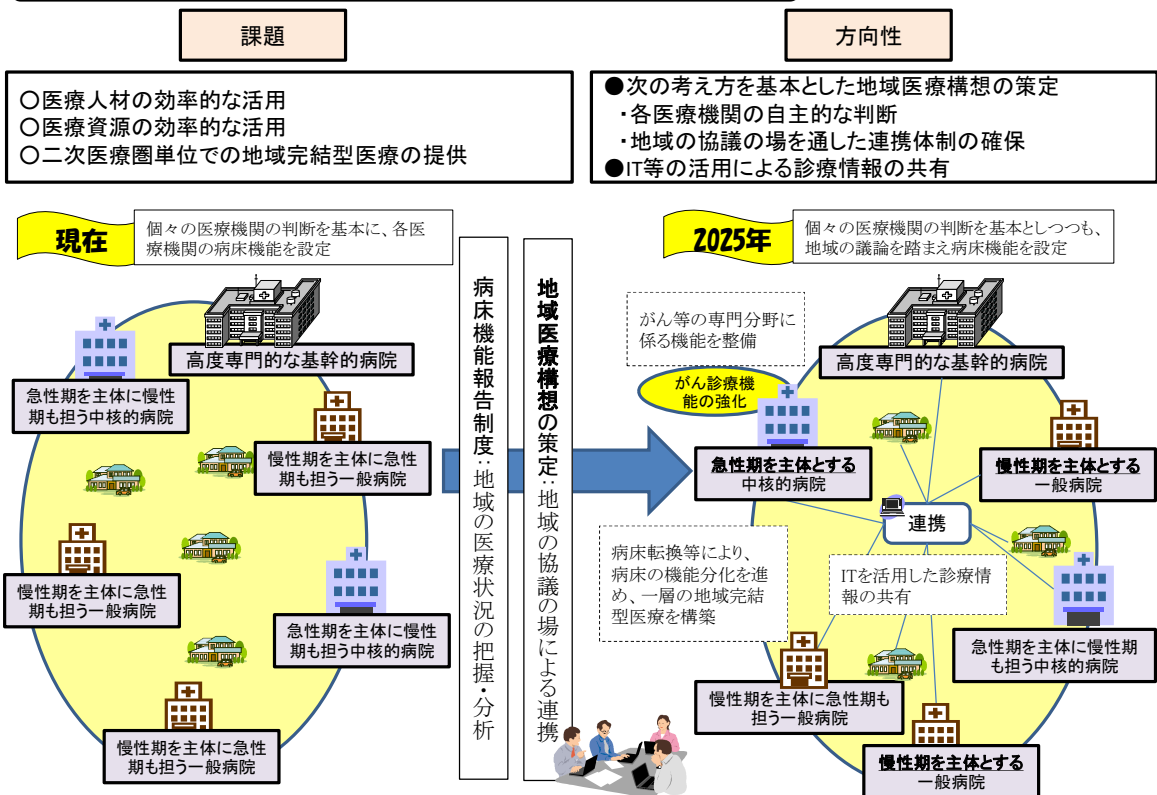 課題
○医療人材の効率的な活用
○医療資源の効率的な活用
○二次医療圏単位での地域完結型医療の提供
方向性
●次の考え方を基本とした地域医療構想の策定
・各医療機関の自主的な判断
・地域の協議の場を通した連携体制の確保
●IT等の活用による診療情報の共有
現在
個々の医療機関の判断を基本に、各医
療機関の病床機能を設定
高度専門的な基幹的病院
急性期を主体に慢性
期も担う中核的病院
慢性期を主体に急性
期も担う一般病院
慢性期を主体に急性
期も担う一般病院
急性期を主体に慢性
期も担う中核的病院
慢性期を主体に急性
期も担う一般病院
病床機能報告制度:地域の医療状況の把握・分析
地域医療構想の策定:地域の協議の場による連携
2025年
個々の医療機関の判断を基本としつつも、
地域の議論を踏まえ病床機能を設定
がん等の専門分野に
係る機能を整備
高度専門的な基幹的病院
がん診療機
能の強化
急性期を主体とする
中核的病院
慢性期を主体とする
一般病院
連携
病床転換等により、
病床の機能分化を進
め、一層の地域完結
型医療を構築
ITを活用した診療情
報の共有
急性期を主体に慢性期
も担う中核的病院
慢性期を主体に急性期も
担う一般病院
慢性期を主体とする
一般病院